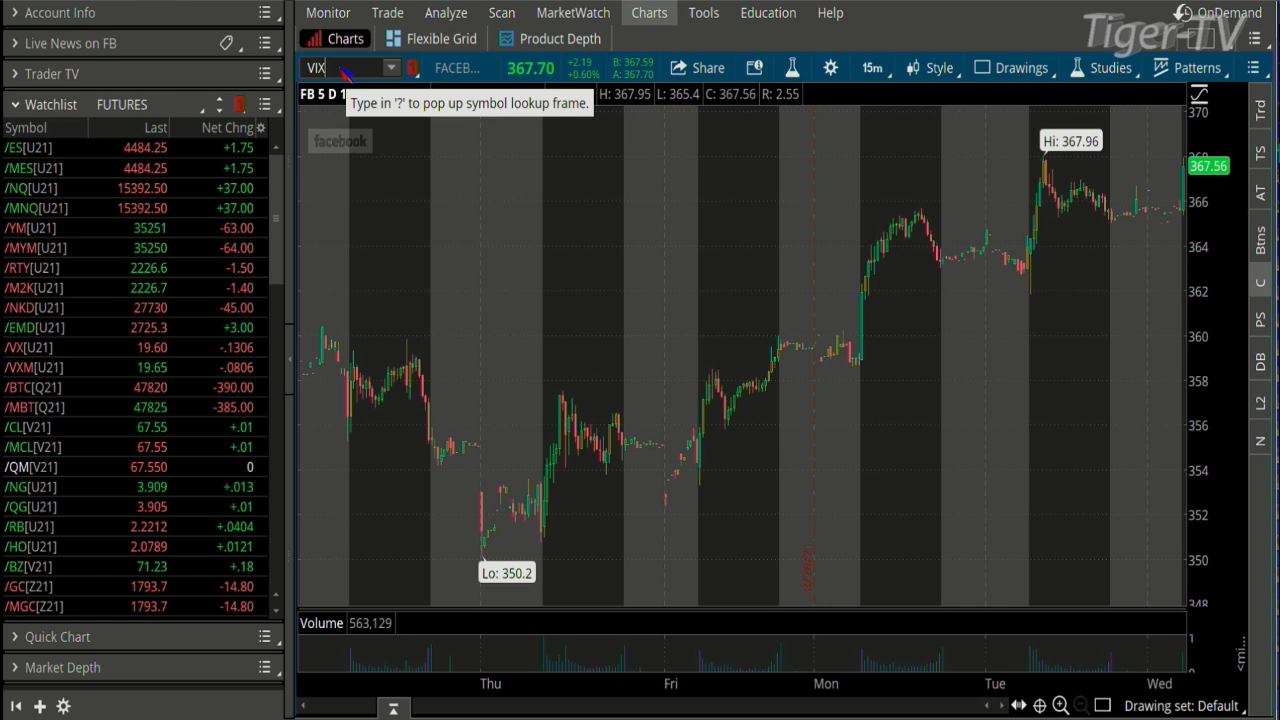 Account Info
Live News on FB
Trader TV
Watchlist FUTURES
Symbol Last Net Chng
/ES[U21] 4484.25 +1.75
/MES[U21] 4484.25 +1.75
/NQ[U21] 15392.50 +37.00
/MNQ[U21] 15392.50 +37.00
/YM[U21] 35251 -63.00
/MYM[U21] 35250 -64.00
/RTY[U21] 2226.6 -1.50
/M2K[U21] 2226.7 -1.40
/NKD[U21] 27730 -45.00
/EMD[U21] 2725.3 +3.00
/VX[U21] 19.60 -.1306
/VXM[U21] 19.65 -.0806
/BTC[Q21] 47820 -390.00
/MBT[Q21] 47825 -385.00
/CL[V21] 67.55 +.01
/MCL[V21] 67.55 +.01
/QM[V21] 67.550 0
/NG[U21] 3.909 +.013
/QG[U21] 3.905 +.01
/RB[U21] 2.2212 +.0404
/HO[U21] 2.0789 +.0121
/BZ[V21] 71.23 +.18
/GC[Z21] 1793.7 -14.80
/MGC[Z21] 1793.7 -14.80
Quick Chart
Market Depth
Monitor Trade Analyze Scan MarketWatch Charts Tools Education Help
OnDemand
Tiger-TV
Charts Flexible Grid Product Depth
VIX 1 FACEB... 367.70 +2.19 B: 367.59
+0.60% A: 367.70
Share 15m Style Drawings Studies Patterns
FB 5 D 1 H: 367.95 L: 365.4 C: 367.56 R: 2.55
Type in '?' to pop up symbol lookup frame.
facebook
Hi: 367.96
Lo: 350.2
370
368
367.56
366
364
362
360
358
356
354
352
350
348
Volume 563,129
1
0
<mi...
Thu Fri Mon Tue Wed
Drawing set: Default
Trd
TS
AT
Btns
C
PS
DB
L2
N